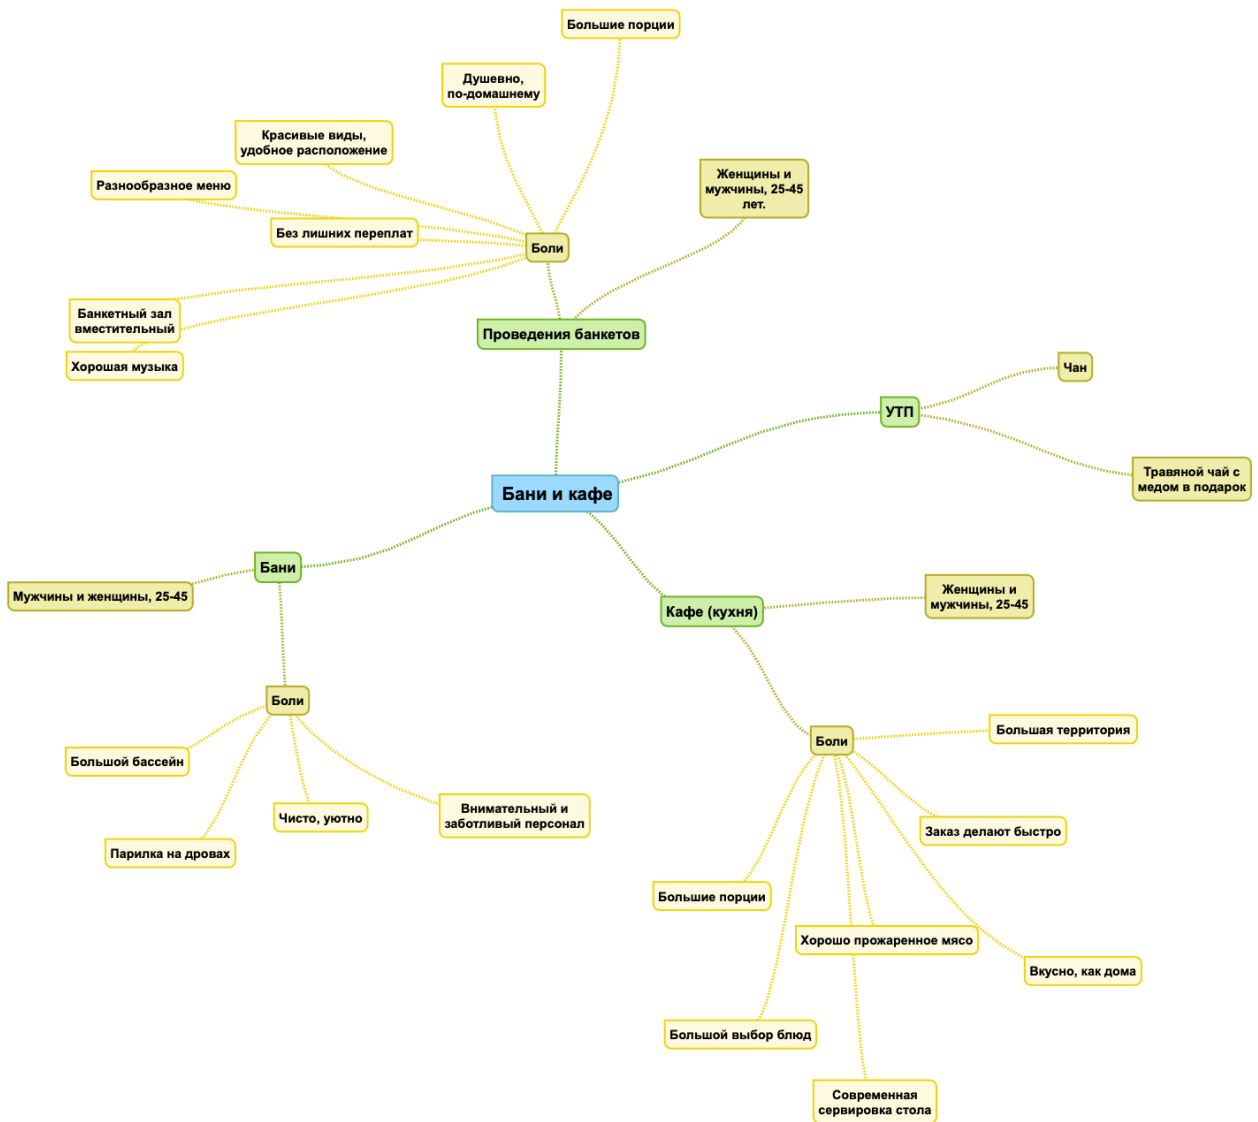 Большие порции
Душевно,
по-домашнему
Красивые виды,
удобное расположение
Женщины и
мужчины, 25-45
лет.
Разнообразное меню
Без лишних переплат
Боли
Банкетный зал
вместительный
Проведения банкетов
Хорошая музыка
Чан
УТП
Травяной чай с
медом в подарок
Бани и кафе
Бани
Мужчины и женщины, 25-45
Женщины и
мужчины, 25-45
Кафе (кухня)
Боли
Большой бассейн
Чисто, уютно
Внимательный и
заботливый персонал
Парилка на дровах
Боли
Большая территория
Заказ делают быстро
Большие порции
Хорошо прожаренное мясо
Вкусно, как дома
Большой выбор блюд
Современная
сервировка стола